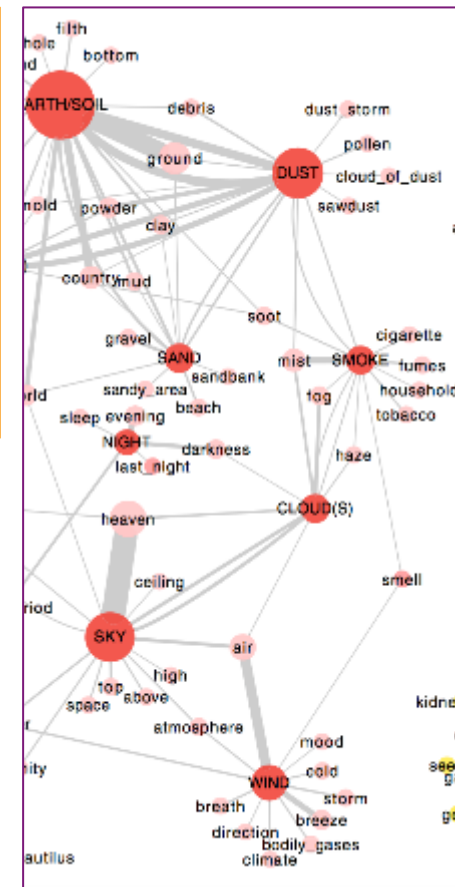 filth
hole
bottom
ARTH/SOIL
debris
dust_storm
pollen
ground
DUST
cloud_of_dust
sawdust
mold
powder
clay
country
mud
soot
gravel
SAND
mist
SMOKE
cigarette
fumes
sandbank
household
sandy_area
fog
tobacco
beach
sleep
evening
NIGHT
darkness
last_night
haze
CLOUD(S)
heaven
ceiling
smell
riod
SKY
air
high
top
above
space
atmosphere
mood
cold
WIND
storm
breath
breeze
direction
bodily_gases
climate
ity
autilus
kidne
see